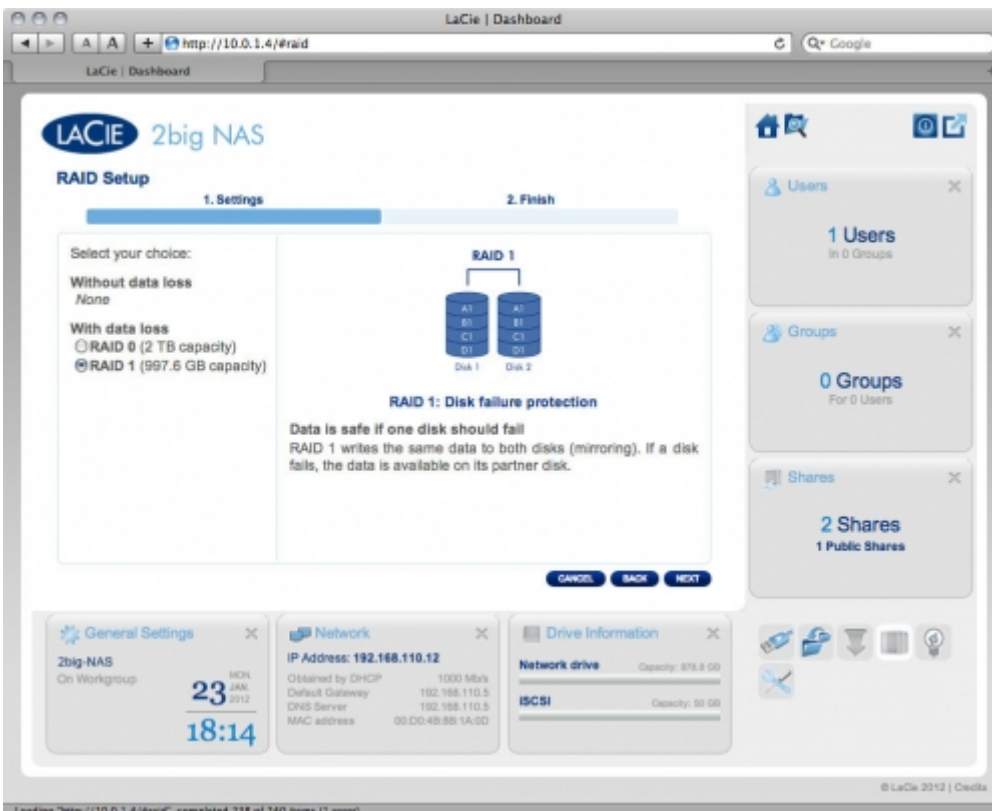 LaCie | Dashboard
A A + http://10.0.1.4/#raid C Q Google
LaCie | Dashboard
LACIE 2big NAS
RAID Setup
1. Settings 2. Finish
Select your choice:
Without data loss
None
With data loss
RAID 0 (2 TB capacity)
RAID 1 (997.6 GB capacity)
RAID 1
A1 A1
B1 B1
C1 C1
D1 D1
Disk 1 Disk 2
RAID 1: Disk failure protection
Data is safe if one disk should fail
RAID 1 writes the same data to both disks (mirroring). If a disk
fails, the data is available on its partner disk.
CANCEL BACK NEXT
Users
1 Users
In 0 Groups
Groups
0 Groups
For 0 Users
Shares
2 Shares
1 Public Shares
General Settings
2big-NAS
On Workgroup
MON.
23 JAN.
2012
18:14
Network
IP Address: 192.168.110.12
Obtained by DHCP 1000 Mb/s
Default Gateway 192.168.110.5
DNS Server 192.168.110.5
MAC address 00:D0:4B:8B:1A:0D
Drive Information
Network drive Capacity: 878.8 GB
iSCSI Capacity: 50 GB
© LaCie 2012 | Credits